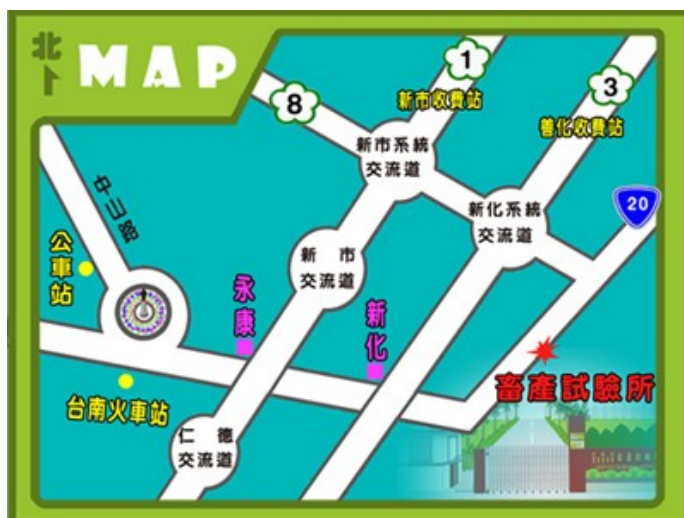 北
MAP
1
新市收費站
8
3
善化收費站
新市系統
交流道
新化系統
交流道
20
中山路
公車站
新市
交流道
永康
新化
台南火車站
畜產試驗所
仁德
交流道